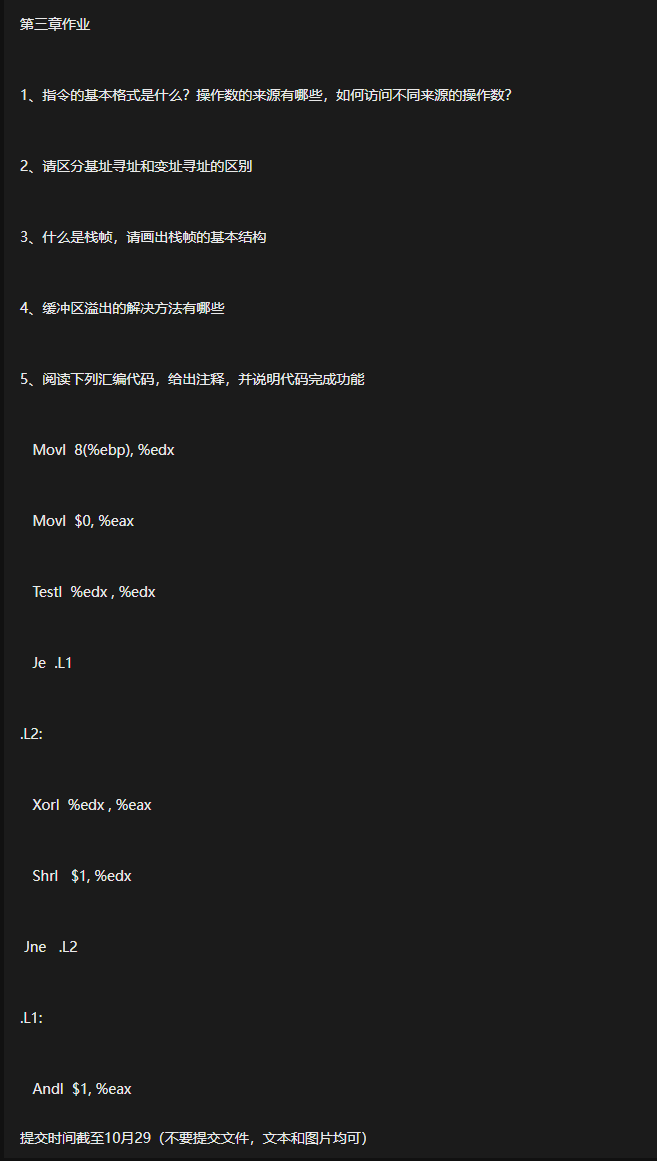 第三章作业
1、指令的基本格式是什么？操作数的来源有哪些，如何访问不同来源的操作数？
2、请区分基址寻址和变址寻址的区别
3、什么是栈帧，请画出栈帧的基本结构
4、缓冲区溢出的解决方法有哪些
5、阅读下列汇编代码，给出注释，并说明代码完成功能
Movl 8(%ebp), %edx
Movl $0, %eax
Testl %edx , %edx
Je .L1
.L2:
Xorl %edx , %eax
Shrl $1, %edx
Jne .L2
.L1:
Andl $1, %eax
提交时间截至10月29（不要提交文件，文本和图片均可）